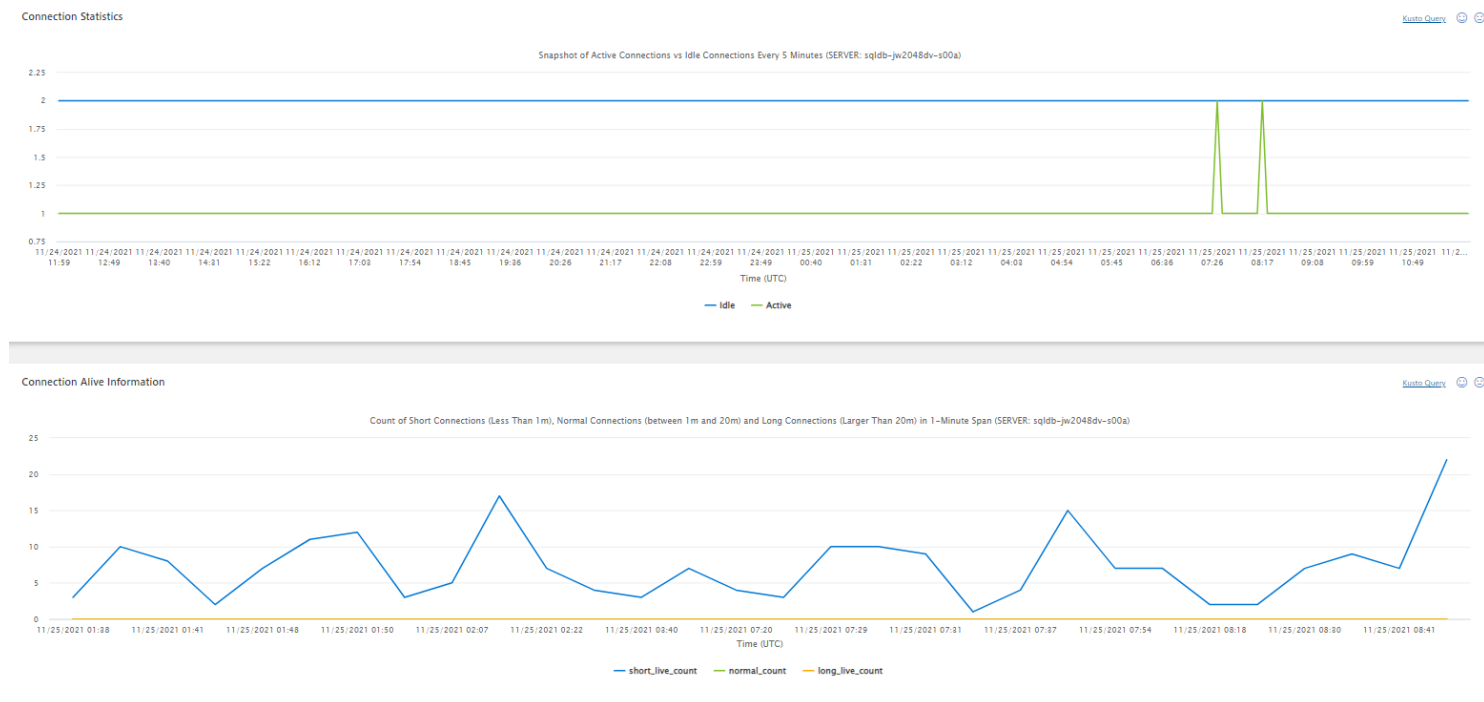 Connection Statistics
Kusto Query
Snapshot of Active Connections vs Idle Connections Every 5 Minutes (SERVER: sqldb-jw2048dv-s00a)
2.25
2
1.75
1.5
1.25
1
0.75
11/24/2021 11/24/2021 11/24/2021 11/24/2021 11/24/2021 11/24/2021 11/24/2021 11/24/2021 11/24/2021 11/24/2021 11/24/2021 11/24/2021 11/24/2021 11/24/2021 11/24/2021 11/25/2021 11/25/2021 11/25/2021 11/25/2021 11/25/2021 11/25/2021 11/25/2021 11/25/2021 11/25/2021 11/25/2021 11/25/2021 11/25/2021 11/25/2021 11/2...
11:59 12:49 13:40 14:31 15:22 16:12 17:03 17:54 18:45 19:36 20:26 21:17 22:08 22:59 23:49 00:40 01:31 02:22 03:12 04:03 04:54 05:45 06:36 07:26 08:17 09:08 09:59 10:49
Time (UTC)
Idle Active
Connection Alive Information
Kusto Query
Count of Short Connections (Less Than 1m), Normal Connections (between 1m and 20m) and Long Connections (Larger Than 20m) in 1-Minute Span (SERVER: sqldb-jw2048dv-s00a)
25
20
15
10
5
0
11/25/2021 01:38 11/25/2021 01:41 11/25/2021 01:48 11/25/2021 01:50 11/25/2021 02:07 11/25/2021 02:22 11/25/2021 03:40 11/25/2021 07:20 11/25/2021 07:29 11/25/2021 07:31 11/25/2021 07:37 11/25/2021 07:54 11/25/2021 08:18 11/25/2021 08:30 11/25/2021 08:41
Time (UTC)
short_live_count normal_count long_live_count